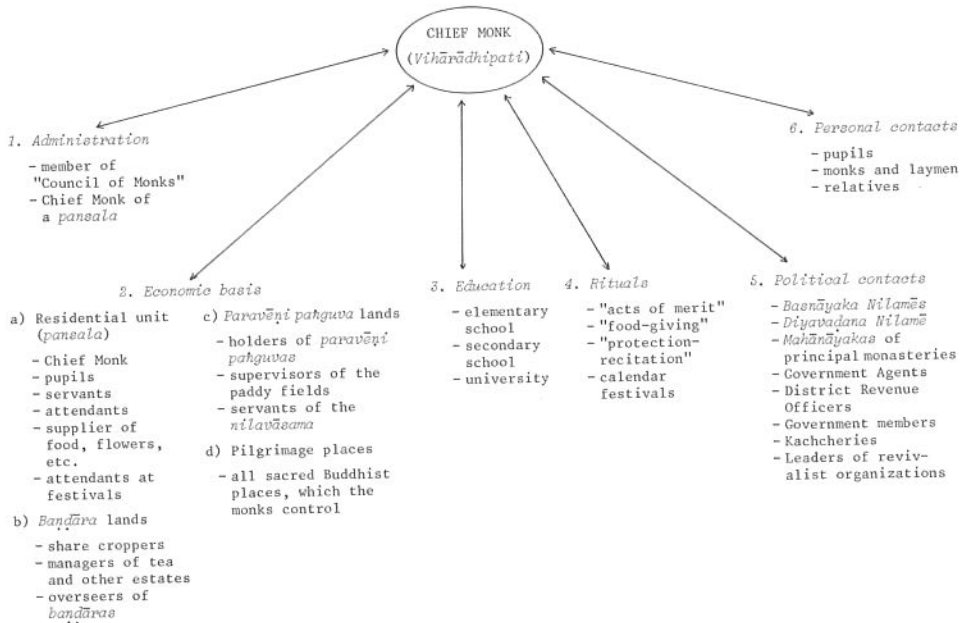 CHIEF MONK
(Vihārādhipati)
1. Administration
- member of
"Council of Monks"
- Chief Monk of
a pansala
6. Personal contacts
- pupils
- monks and laymen
- relatives
2. Economic basis
a) Residential unit
(pansala)
- Chief Monk
- pupils
- servants
- attendants
- supplier of
food, flowers,
etc.
- attendants at
festivals
b) Baṇḍāra lands
- share croppers
- managers of tea
and other estates
- overseers of
baṇḍāras
c) Paravēṇi paṅguva lands
- holders of paravēṇi
paṅguvas
- supervisors of the
paddy fields
- servants of the
nilavāsama
d) Pilgrimage places
- all sacred Buddhist
places, which the
monks control
3. Education
- elementary
school
- secondary
school
- university
4. Rituals
- "acts of merit"
- "food-giving"
- "protection-
recitation"
- calendar
festivals
5. Political contacts
- Basnāyaka Nilamēs
- Diyavaḍana Nilamē
- Mahānāyakas of
principal monasteries
- Government Agents
- District Revenue
Officers
- Government members
- Kachcheries
- Leaders of reviv-
alist organizations